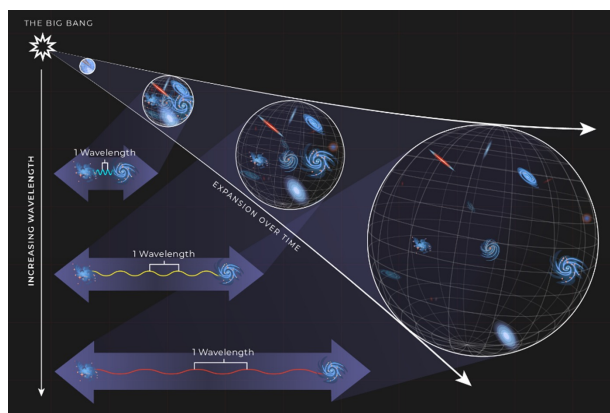 THE BIG BANG
1 Wavelength
INCREASING WAVELENGTH
EXPANSION OVER TIME
1 Wavelength
1 Wavelength